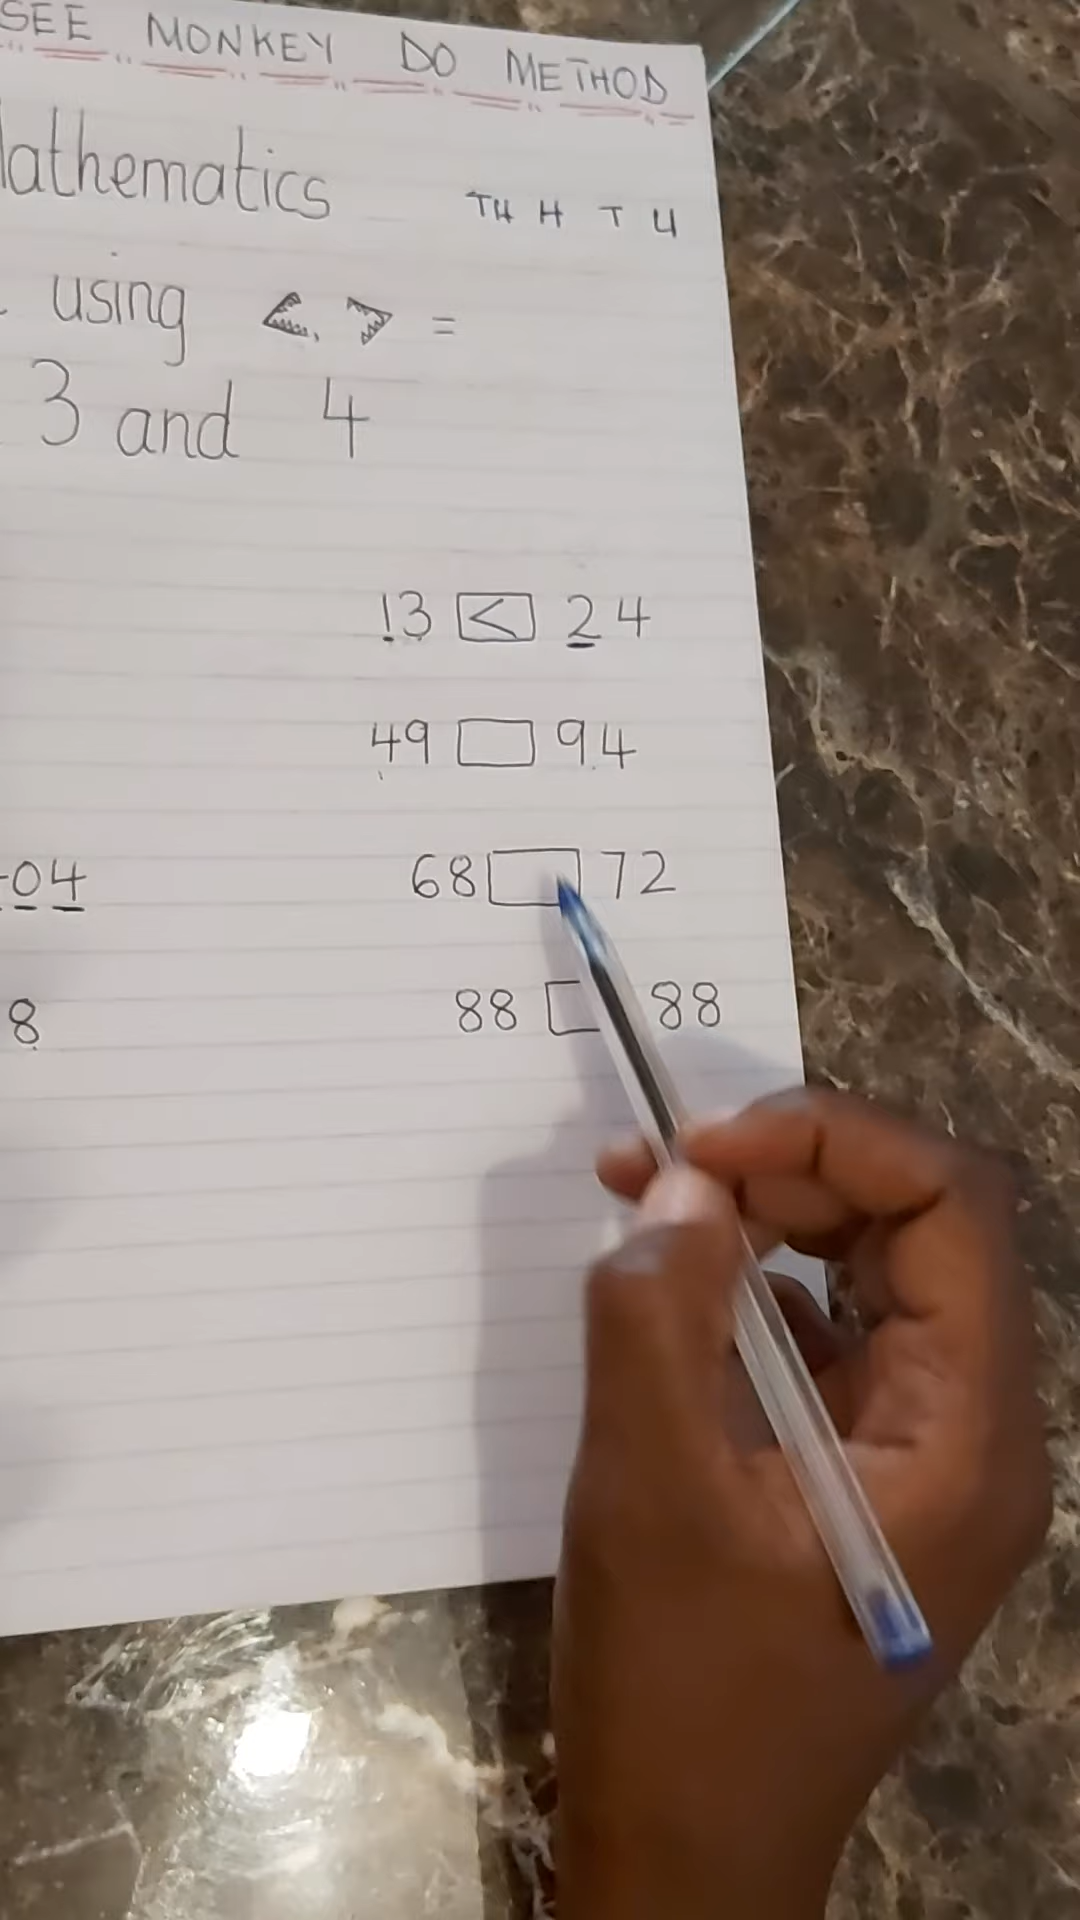 SEE MONKEY DO METHOD
Mathematics
TH H T U
using <, > =
3 and 4
13 < 24
49 94
04
68 72
8
88 88